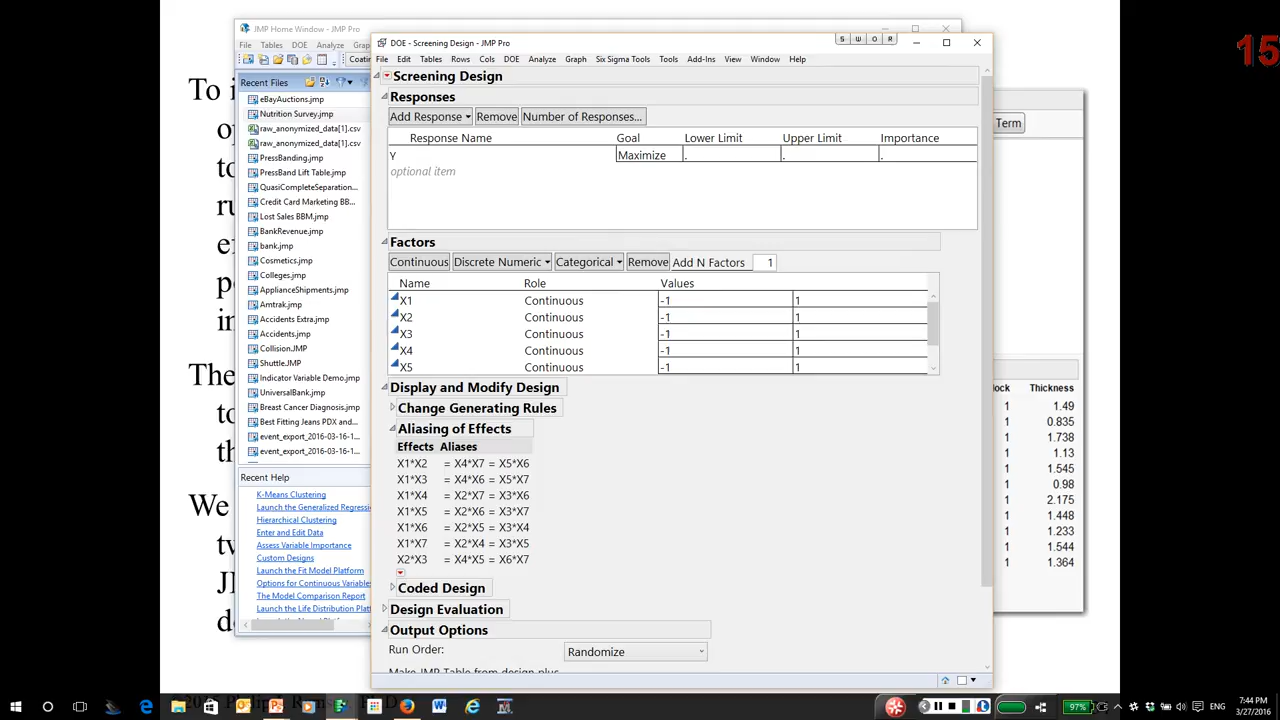 15
JMP Home Window - JMP Pro
File Tables DOE Analyze
Recent Files
eBayAuctions.jmp
Nutrition Survey.jmp
raw_anonymized_data[1].csv
raw_anonymized_data[1].csv
PressBanding.jmp
PressBand Lift Table.jmp
QuasiCompleteSeparation...
Credit Card Marketing BB...
Lost Sales BBM.jmp
BankRevenue.jmp
bank.jmp
Cosmetics.jmp
Colleges.jmp
ApplianceShipments.jmp
Amtrak.jmp
Accidents Extra.jmp
Accidents.jmp
Collision.JMP
Shuttle.JMP
Indicator Variable Demo.jmp
UniversalBank.jmp
Breast Cancer Diagnosis.jmp
Best Fitting Jeans PDX and...
event_export_2016-03-16-1...
event_export_2016-03-16-1...
Recent Help
K-Means Clustering
Launch the Generalized Regressi
Hierarchical Clustering
Enter and Edit Data
Assess Variable Importance
Custom Designs
Launch the Fit Model Platform
Options for Continuous Variables
The Model Comparison Report
Launch the Life Distribution Platf
DOE - Screening Design - JMP Pro
S W O R
File Edit Tables Rows Cols DOE Analyze Graph Six Sigma Tools Tools Add-Ins View Window Help
Screening Design
Responses
Add Response Remove Number of Responses...
Response Name Goal Lower Limit Upper Limit Importance
Y Maximize . . .
optional item
Factors
Continuous Discrete Numeric Categorical Remove Add N Factors 1
Name Role Values
X1 Continuous -1 1
X2 Continuous -1 1
X3 Continuous -1 1
X4 Continuous -1 1
X5 Continuous -1 1
Display and Modify Design
Change Generating Rules
Aliasing of Effects
Effects Aliases
X1*X2 = X4*X7 = X5*X6
X1*X3 = X4*X6 = X5*X7
X1*X4 = X2*X7 = X3*X6
X1*X5 = X2*X6 = X3*X7
X1*X6 = X2*X5 = X3*X4
X1*X7 = X2*X4 = X3*X5
X2*X3 = X4*X5 = X6*X7
Coded Design
Design Evaluation
Output Options
Run Order: Randomize
Make JMP Table from design plus
Term
lock Thickness
1 1.49
1 0.835
1 1.738
1 1.13
1 1.545
1 0.98
1 2.175
1 1.448
1 1.233
1 1.544
1 1.364
To i
The
We
97% ENG 7:44 PM
3/27/2016